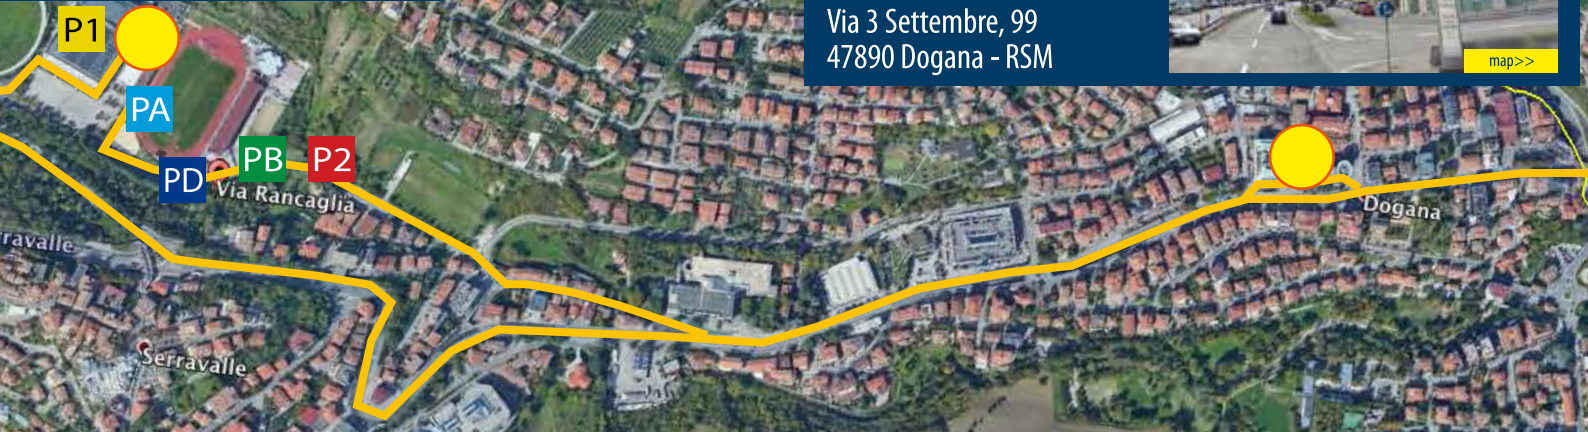 P1
Via 3 Settembre, 99
47890 Dogana - RSM
map>>
PA
PB
P2
PD
Via Rancaglia
Dogana
ravalle
Serravalle